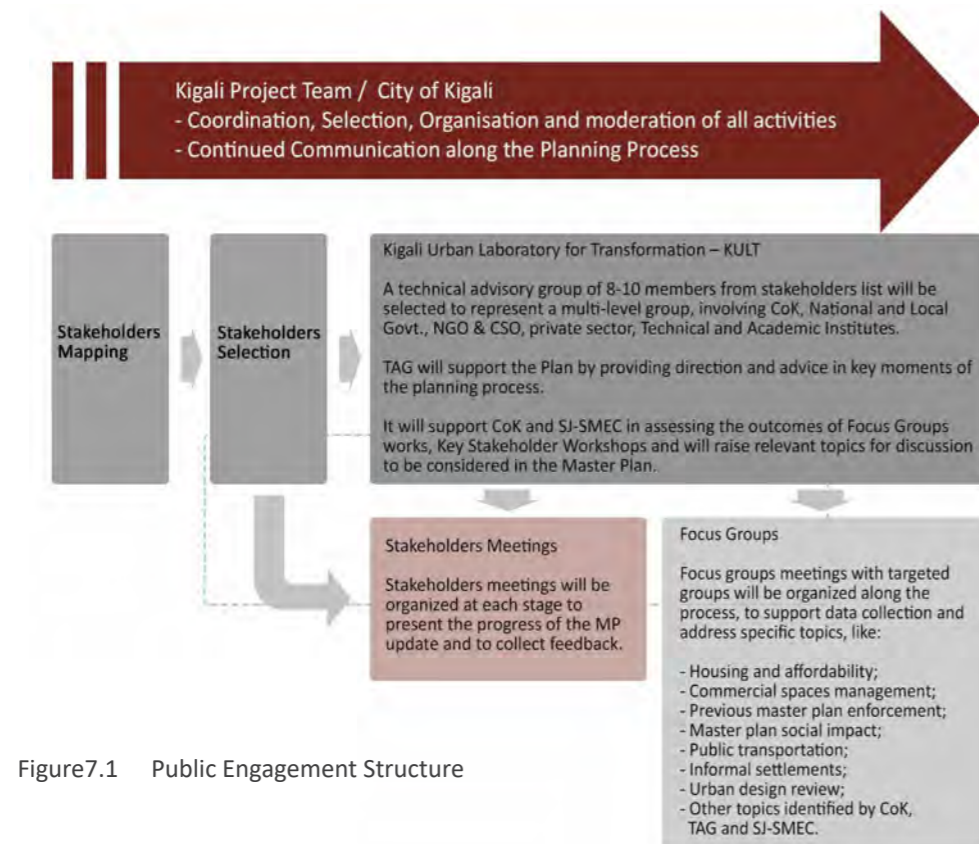 Kigali Project Team / City of Kigali
- Coordination, Selection, Organisation and moderation of all activities
- Continued Communication along the Planning Process
Stakeholders
Mapping
Stakeholders
Selection
Kigali Urban Laboratory for Transformation – KULT
A technical advisory group of 8-10 members from stakeholders list will be
selected to represent a multi-level group, involving CoK, National and Local
Govt., NGO & CSO, private sector, Technical and Academic Institutes.
TAG will support the Plan by providing direction and advice in key moments of
the planning process.
It will support CoK and SJ-SMEC in assessing the outcomes of Focus Groups
works, Key Stakeholder Workshops and will raise relevant topics for discussion
to be considered in the Master Plan.
Stakeholders Meetings
Stakeholders meetings will be
organized at each stage to
present the progress of the MP
update and to collect feedback.
Focus Groups
Focus groups meetings with targeted
groups will be organized along the
process, to support data collection and
address specific topics, like:
- Housing and affordability;
- Commercial spaces management;
- Previous master plan enforcement;
- Master plan social impact;
- Public transportation;
- Informal settlements;
- Urban design review;
- Other topics identified by CoK,
TAG and SJ-SMEC.
Figure7.1 Public Engagement Structure